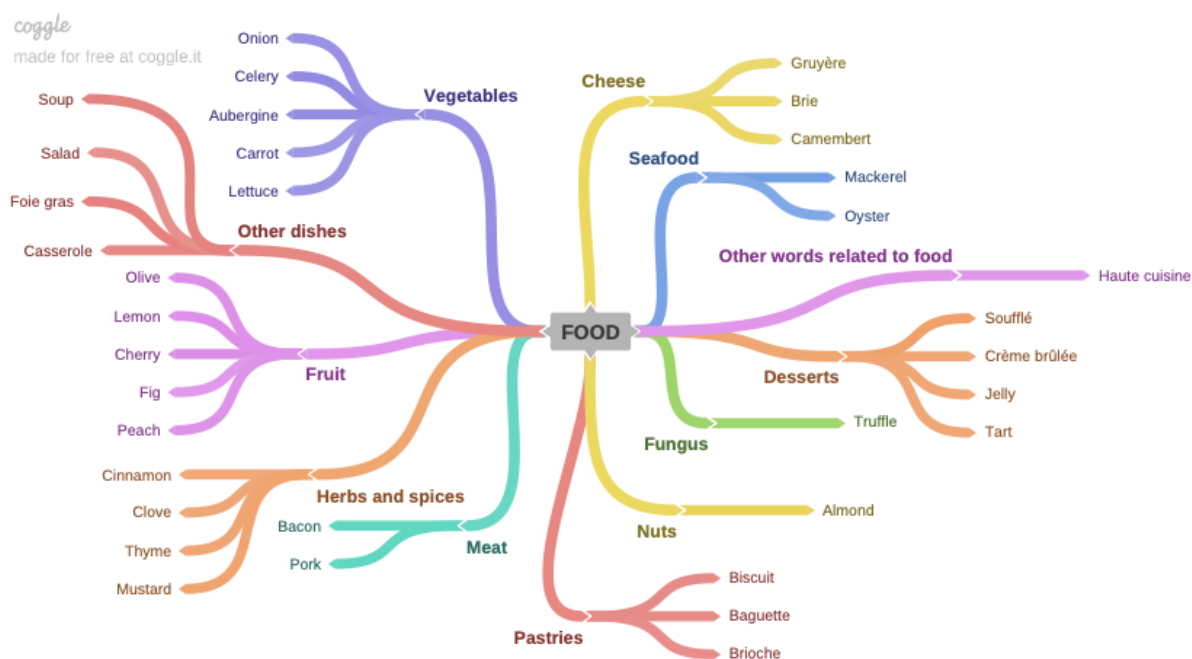 coggle
made for free at coggle.it
FOOD
Vegetables
Onion
Celery
Aubergine
Carrot
Lettuce
Other dishes
Soup
Salad
Foie gras
Casserole
Fruit
Olive
Lemon
Cherry
Fig
Peach
Herbs and spices
Cinnamon
Clove
Thyme
Mustard
Meat
Bacon
Pork
Cheese
Gruyère
Brie
Camembert
Seafood
Mackerel
Oyster
Other words related to food
Haute cuisine
Desserts
Soufflé
Crème brûlée
Jelly
Tart
Fungus
Truffle
Nuts
Almond
Pastries
Biscuit
Baguette
Brioche